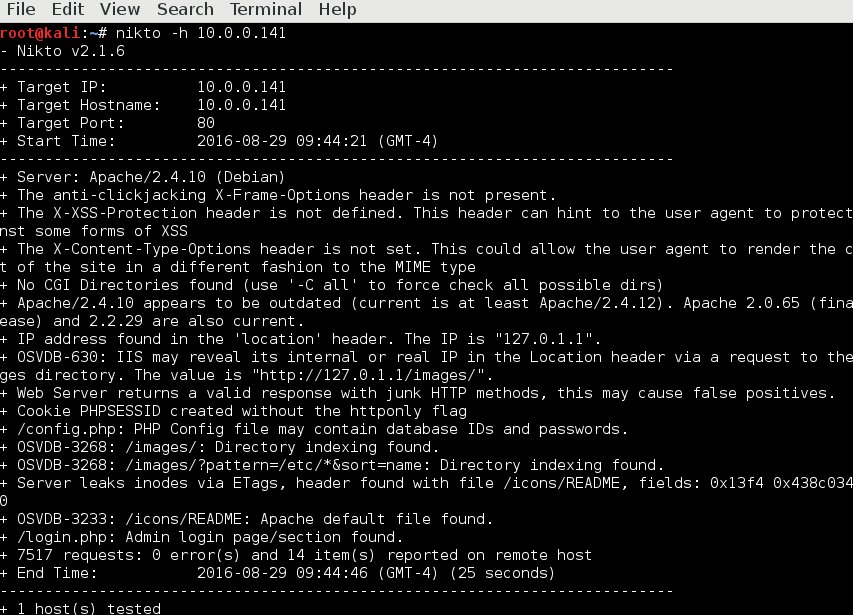 File Edit View Search Terminal Help
root@kali:~# nikto -h 10.0.0.141
- Nikto v2.1.6
---------------------------------------------------------------------------
+ Target IP:          10.0.0.141
+ Target Hostname:    10.0.0.141
+ Target Port:        80
+ Start Time:         2016-08-29 09:44:21 (GMT-4)
---------------------------------------------------------------------------
+ Server: Apache/2.4.10 (Debian)
+ The anti-clickjacking X-Frame-Options header is not present.
+ The X-XSS-Protection header is not defined. This header can hint to the user agent to protect
nst some forms of XSS
+ The X-Content-Type-Options header is not set. This could allow the user agent to render the c
t of the site in a different fashion to the MIME type
+ No CGI Directories found (use '-C all' to force check all possible dirs)
+ Apache/2.4.10 appears to be outdated (current is at least Apache/2.4.12). Apache 2.0.65 (fina
ease) and 2.2.29 are also current.
+ IP address found in the 'location' header. The IP is "127.0.1.1".
+ OSVDB-630: IIS may reveal its internal or real IP in the Location header via a request to the
ges directory. The value is "http://127.0.1.1/images/".
+ Web Server returns a valid response with junk HTTP methods, this may cause false positives.
+ Cookie PHPSESSID created without the httponly flag
+ /config.php: PHP Config file may contain database IDs and passwords.
+ OSVDB-3268: /images/: Directory indexing found.
+ OSVDB-3268: /images/?pattern=/etc/*&sort=name: Directory indexing found.
+ Server leaks inodes via ETags, header found with file /icons/README, fields: 0x13f4 0x438c034
0
+ OSVDB-3233: /icons/README: Apache default file found.
+ /login.php: Admin login page/section found.
+ 7517 requests: 0 error(s) and 14 item(s) reported on remote host
+ End Time:           2016-08-29 09:44:46 (GMT-4) (25 seconds)
---------------------------------------------------------------------------
+ 1 host(s) tested